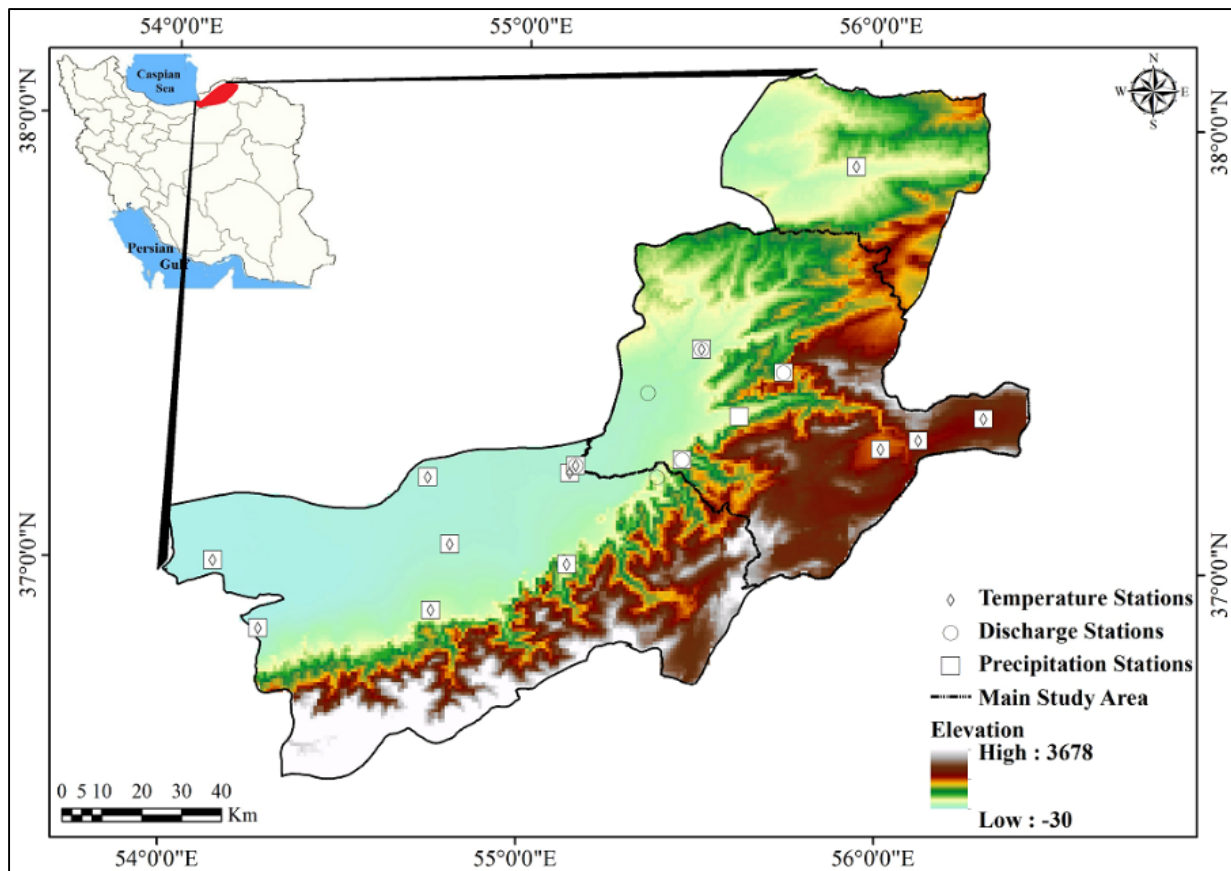 54°0'0"E
55°0'0"E
56°0'0"E
Caspian
Sea
Persian
Gulf
N
W
E
S
38°0'0"N
38°0'0"N
37°0'0"N
37°0'0"N
Temperature Stations
Discharge Stations
Precipitation Stations
Main Study Area
Elevation
High : 3678
Low : -30
0 5 10 20 30 40
Km
54°0'0"E
55°0'0"E
56°0'0"E